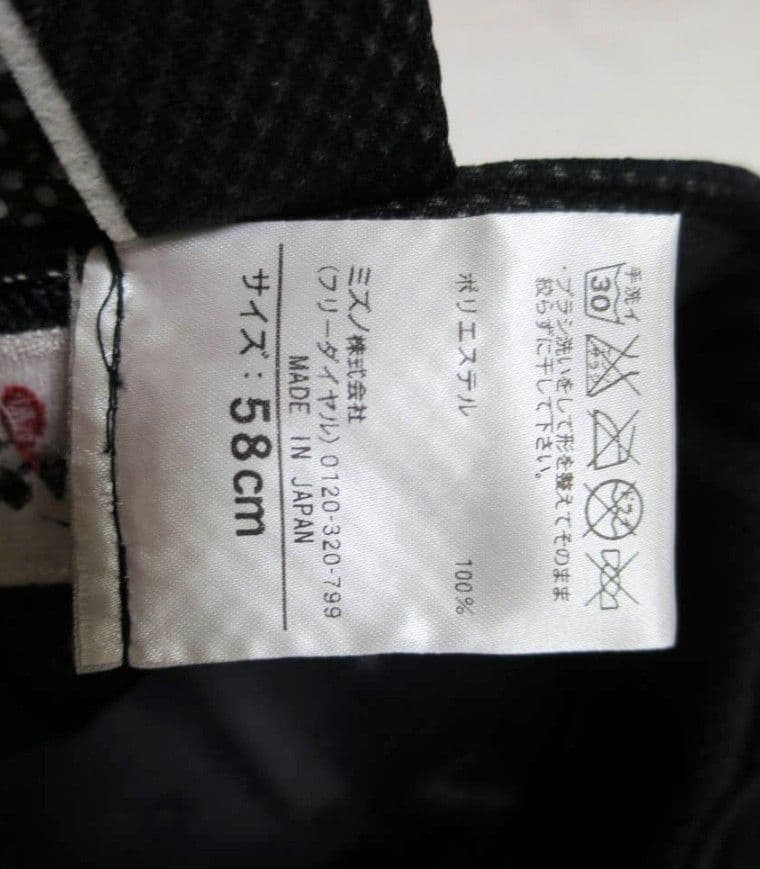 手洗イ
30
ドライ
・ブラシ洗いをして形を整えてそのまま
絞らずに干して下さい。
ポリエステル 100%
ミズノ株式会社
(フリーダイヤル) 0120-320-799
MADE IN JAPAN
サイズ：58cm